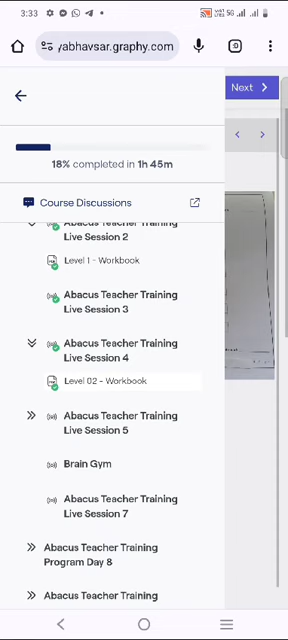 3:33
5G
yabhavsar.graphy.com
Next
18% completed in 1h 45m
Course Discussions
Abacus Teacher Training
Live Session 2
Level 1 - Workbook
Abacus Teacher Training
Live Session 3
Abacus Teacher Training
Live Session 4
Level 02 - Workbook
Abacus Teacher Training
Live Session 5
Brain Gym
Abacus Teacher Training
Live Session 7
Abacus Teacher Training
Program Day 8
Abacus Teacher Training